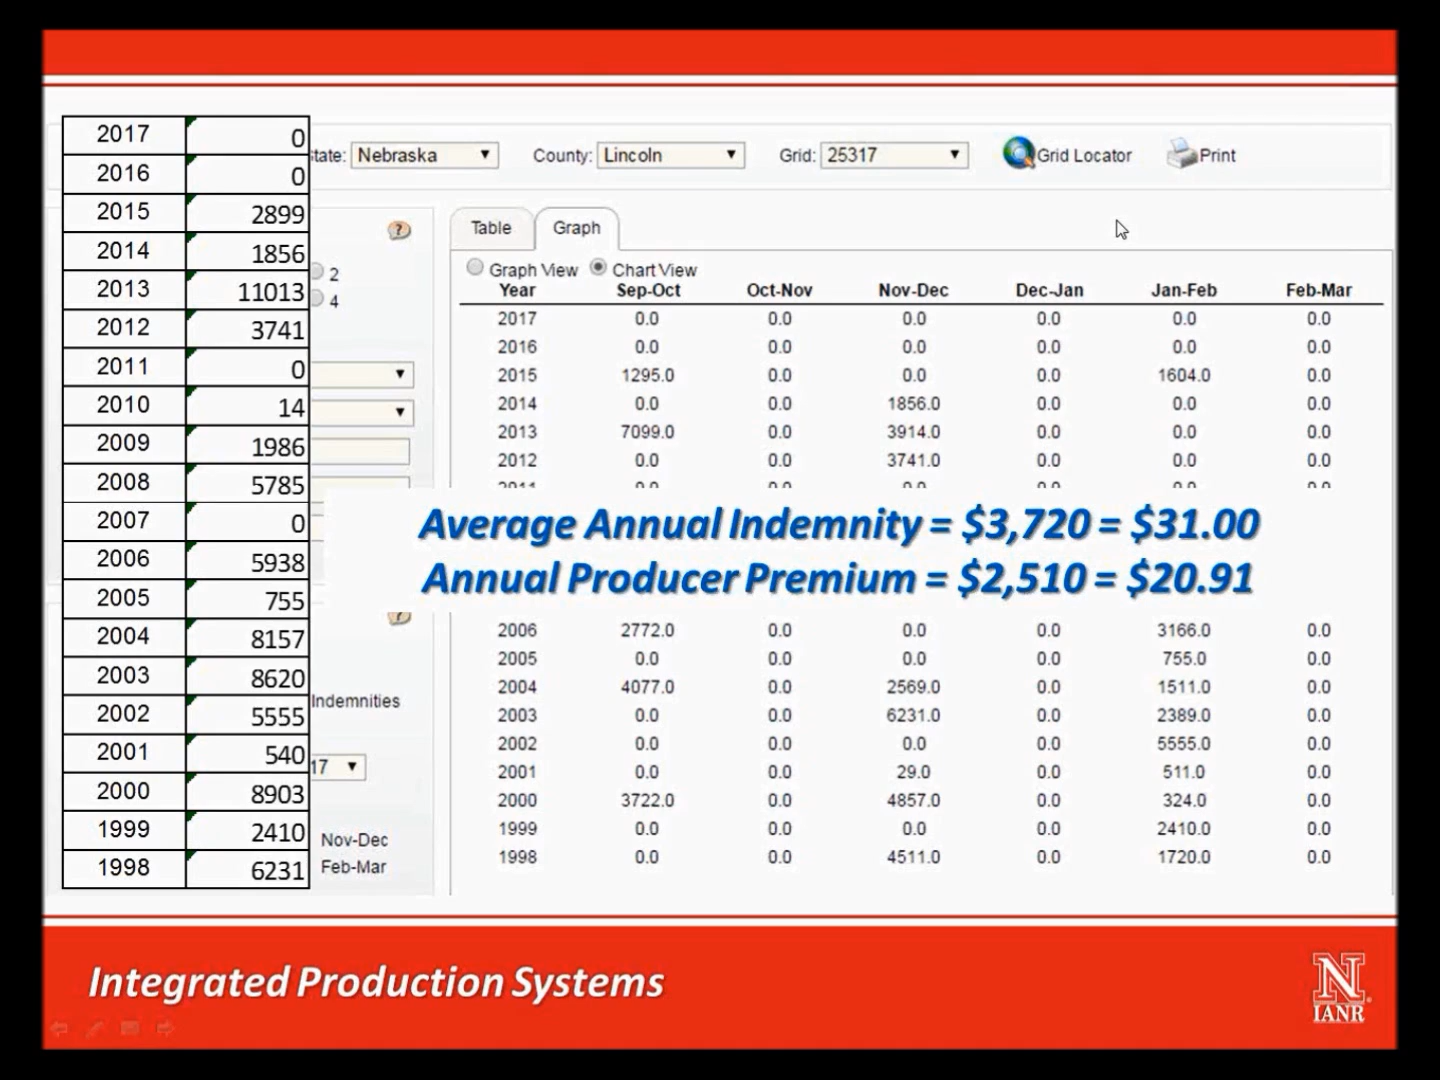 2017 0
2016 0
2015 2899
2014 1856
2013 11013
2012 3741
2011 0
2010 14
2009 1986
2008 5785
2007 0
2006 5938
2005 755
2004 8157
2003 8620
2002 5555
2001 540
2000 8903
1999 2410
1998 6231
tate: Nebraska County: Lincoln Grid: 25317 Grid Locator Print
?
2
4
?
Indemnities
17
Nov-Dec
Feb-Mar
Table Graph
Graph View Chart View
Year Sep-Oct Oct-Nov Nov-Dec Dec-Jan Jan-Feb Feb-Mar
2017 0.0 0.0 0.0 0.0 0.0 0.0
2016 0.0 0.0 0.0 0.0 0.0 0.0
2015 1295.0 0.0 0.0 0.0 1604.0 0.0
2014 0.0 0.0 1856.0 0.0 0.0 0.0
2013 7099.0 0.0 3914.0 0.0 0.0 0.0
2012 0.0 0.0 3741.0 0.0 0.0 0.0
Average Annual Indemnity = $3,720 = $31.00
Annual Producer Premium = $2,510 = $20.91
2006 2772.0 0.0 0.0 0.0 3166.0 0.0
2005 0.0 0.0 0.0 0.0 755.0 0.0
2004 4077.0 0.0 2569.0 0.0 1511.0 0.0
2003 0.0 0.0 6231.0 0.0 2389.0 0.0
2002 0.0 0.0 0.0 0.0 5555.0 0.0
2001 0.0 0.0 29.0 0.0 511.0 0.0
2000 3722.0 0.0 4857.0 0.0 324.0 0.0
1999 0.0 0.0 0.0 0.0 2410.0 0.0
1998 0.0 0.0 4511.0 0.0 1720.0 0.0
Integrated Production Systems
N
IANR